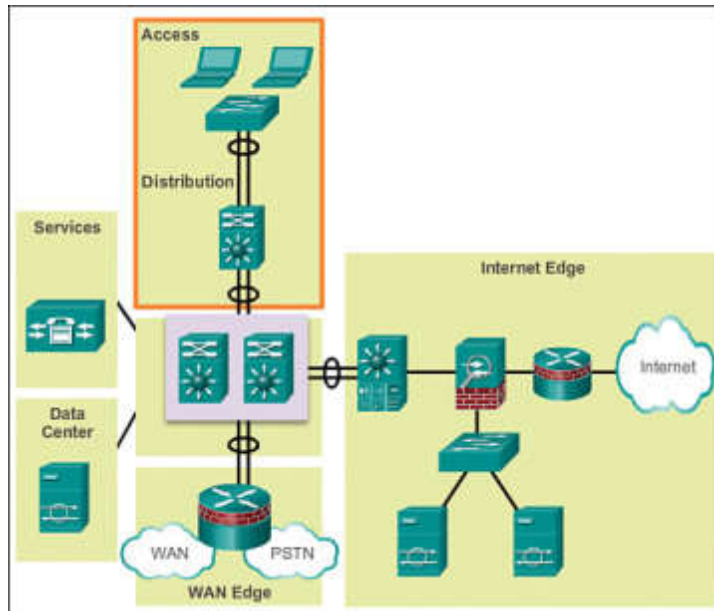 Access
Distribution
Services
Internet Edge
Internet
Data
Center
WAN
PSTN
WAN Edge